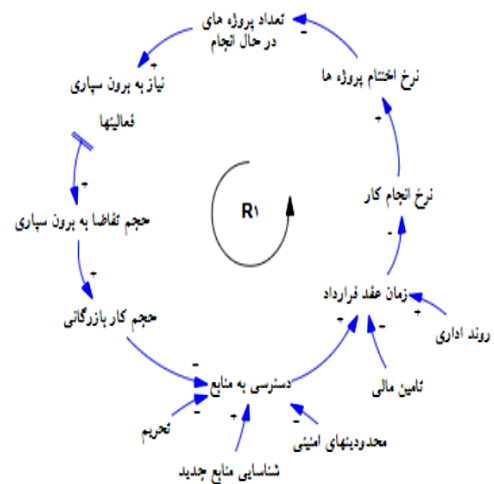 تعداد پروژه های
در حال انجام
نرخ اختتام پروژه ها
نیاز به برون سپاری
فعالیتها
نرخ انجام کار
حجم تقاضا به برون سپاری
R۱
زمان عقد قرارداد
حجم کار بازرگانی
روند اداری
دسترسی به منابع
تامین مالی
تحریم
محدودیتهای امنیتی
شناسایی منابع جدید